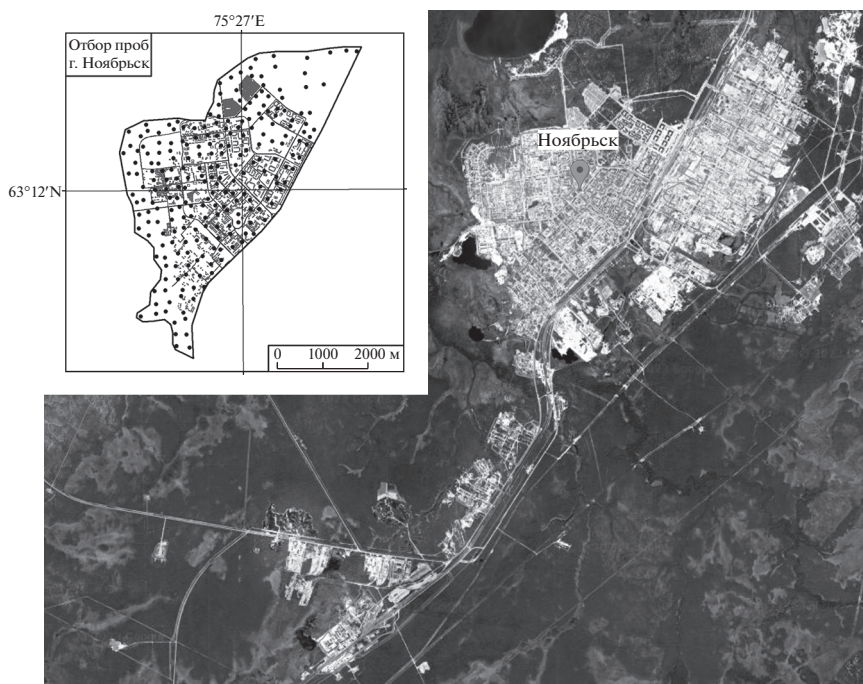 75°27′E
Отбор проб
г. Ноябрьск
Ноябрьск
63°12′N
0 1000 2000 м